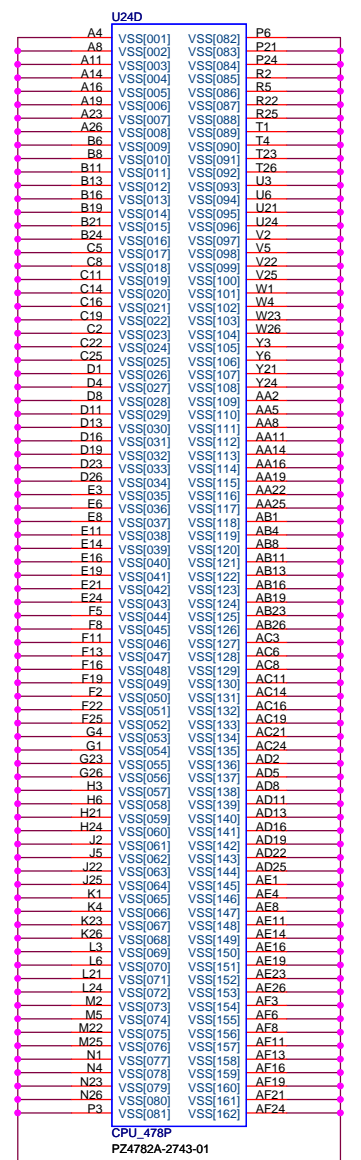 U24D
A4 VSS[001] VSS[082] P6
A8 VSS[002] VSS[083] P21
A11 VSS[003] VSS[084] P24
A14 VSS[004] VSS[085] R2
A16 VSS[005] VSS[086] R5
A19 VSS[006] VSS[087] R22
A23 VSS[007] VSS[088] R25
A26 VSS[008] VSS[089] T1
B6 VSS[009] VSS[090] T4
B8 VSS[010] VSS[091] T23
B11 VSS[011] VSS[092] T26
B13 VSS[012] VSS[093] U3
B16 VSS[013] VSS[094] U6
B19 VSS[014] VSS[095] U21
B21 VSS[015] VSS[096] U24
B24 VSS[016] VSS[097] V2
C5 VSS[017] VSS[098] V5
C8 VSS[018] VSS[099] V22
C11 VSS[019] VSS[100] V25
C14 VSS[020] VSS[101] W1
C16 VSS[021] VSS[102] W4
C19 VSS[022] VSS[103] W23
C2 VSS[023] VSS[104] W26
C22 VSS[024] VSS[105] Y3
C25 VSS[025] VSS[106] Y6
D1 VSS[026] VSS[107] Y21
D4 VSS[027] VSS[108] Y24
D8 VSS[028] VSS[109] AA2
D11 VSS[029] VSS[110] AA5
D13 VSS[030] VSS[111] AA8
D16 VSS[031] VSS[112] AA11
D19 VSS[032] VSS[113] AA14
D23 VSS[033] VSS[114] AA16
D26 VSS[034] VSS[115] AA19
E3 VSS[035] VSS[116] AA22
E6 VSS[036] VSS[117] AA25
E8 VSS[037] VSS[118] AB1
E11 VSS[038] VSS[119] AB4
E14 VSS[039] VSS[120] AB8
E16 VSS[040] VSS[121] AB11
E19 VSS[041] VSS[122] AB13
E21 VSS[042] VSS[123] AB16
E24 VSS[043] VSS[124] AB19
F5 VSS[044] VSS[125] AB23
F8 VSS[045] VSS[126] AB26
F11 VSS[046] VSS[127] AC3
F13 VSS[047] VSS[128] AC6
F16 VSS[048] VSS[129] AC8
F19 VSS[049] VSS[130] AC11
F2 VSS[050] VSS[131] AC14
F22 VSS[051] VSS[132] AC16
F25 VSS[052] VSS[133] AC19
G4 VSS[053] VSS[134] AC21
G1 VSS[054] VSS[135] AC24
G23 VSS[055] VSS[136] AD2
G26 VSS[056] VSS[137] AD5
H3 VSS[057] VSS[138] AD8
H6 VSS[058] VSS[139] AD11
H21 VSS[059] VSS[140] AD13
H24 VSS[060] VSS[141] AD16
J2 VSS[061] VSS[142] AD19
J5 VSS[062] VSS[143] AD22
J22 VSS[063] VSS[144] AD25
J25 VSS[064] VSS[145] AE1
K1 VSS[065] VSS[146] AE4
K4 VSS[066] VSS[147] AE8
K23 VSS[067] VSS[148] AE11
K26 VSS[068] VSS[149] AE14
L3 VSS[069] VSS[150] AE16
L6 VSS[070] VSS[151] AE19
L21 VSS[071] VSS[152] AE23
L24 VSS[072] VSS[153] AE26
M2 VSS[073] VSS[154] AF3
M5 VSS[074] VSS[155] AF6
M22 VSS[075] VSS[156] AF8
M25 VSS[076] VSS[157] AF11
N1 VSS[077] VSS[158] AF13
N4 VSS[078] VSS[159] AF16
N23 VSS[079] VSS[160] AF19
N26 VSS[080] VSS[161] AF21
P3 VSS[081] VSS[162] AF24
CPU_478P
PZ4782A-2743-01